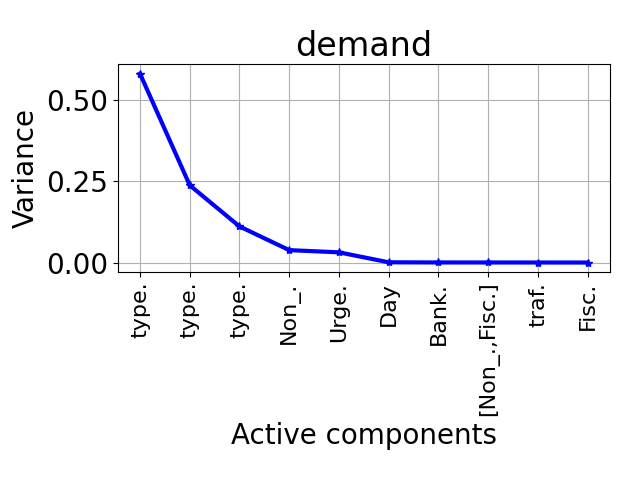 demand
0.50
0.25
0.00
Variance
type.
type.
type.
Non_.
Urge.
Day
Bank.
[Non_.,Fisc.]
traf.
Fisc.
Active components